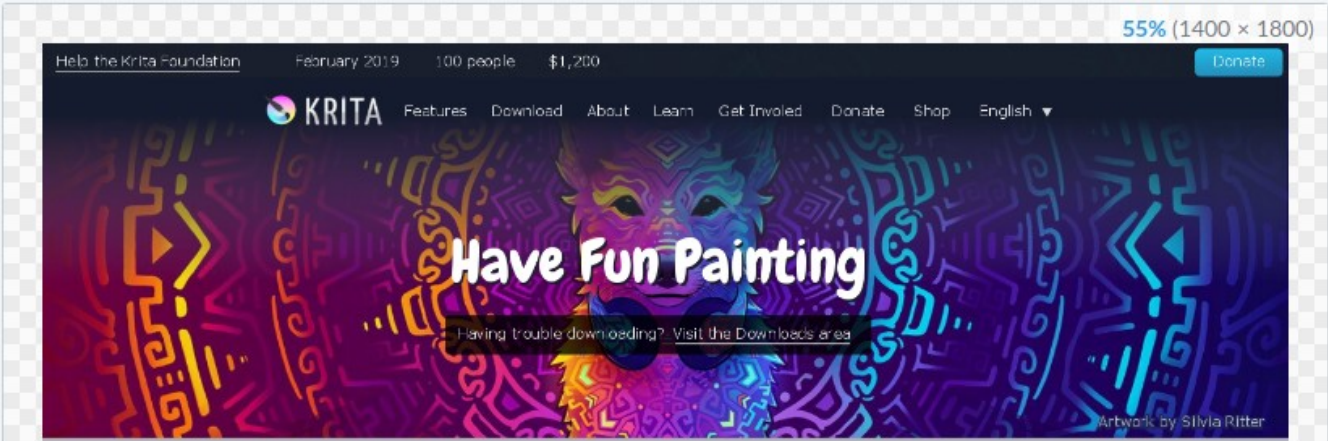 55% (1400 × 1800)
Help the Krita Foundation February 2019 100 people $1,200 Donate
KRITA Features Download About Learn Get Involed Donate Shop English ▼
Have Fun Painting
Having trouble downloading? Visit the Downloads area
Artwork by Silvia Ritter